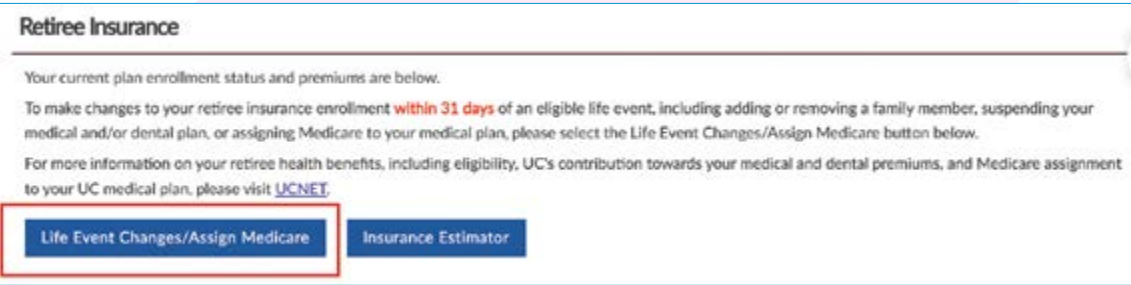 Retiree Insurance
Your current plan enrollment status and premiums are below.
To make changes to your retiree insurance enrollment within 31 days of an eligible life event, including adding or removing a family member, suspending your
medical and/or dental plan, or assigning Medicare to your medical plan, please select the Life Event Changes/Assign Medicare button below.
For more information on your retiree health benefits, including eligibility, UC's contribution towards your medical and dental premiums, and Medicare assignment
to your UC medical plan, please visit UCNET.
Life Event Changes/Assign Medicare Insurance Estimator